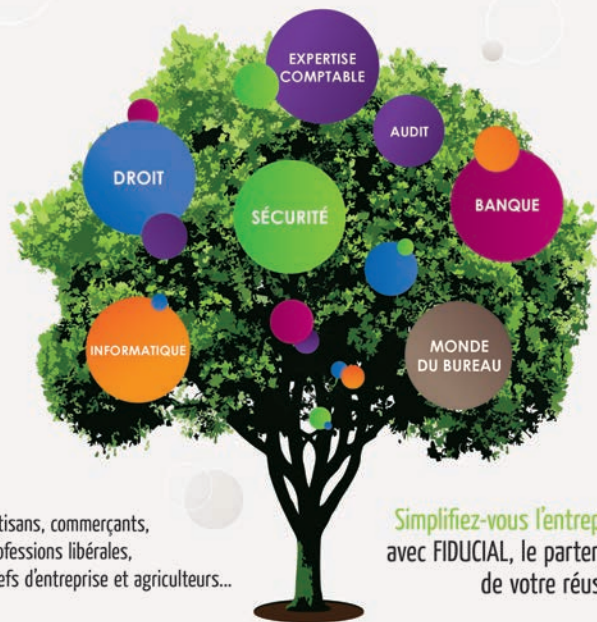 EXPERTISE
COMPTABLE
AUDIT
DROIT
BANQUE
SÉCURITÉ
INFORMATIQUE
MONDE
DU BUREAU
tisans, commerçants,
ofessions libérales,
efs d'entreprise et agriculteurs...
Simplifiez-vous l'entrep
avec FIDUCIAL, le parten
de votre réus